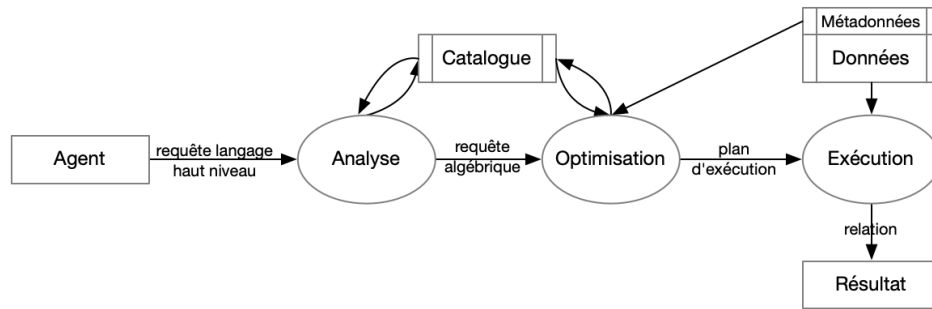 Métadonnées
Catalogue
Données
Agent
requête langage
haut niveau
Analyse
requête
algébrique
Optimisation
plan
d'exécution
Exécution
relation
Résultat